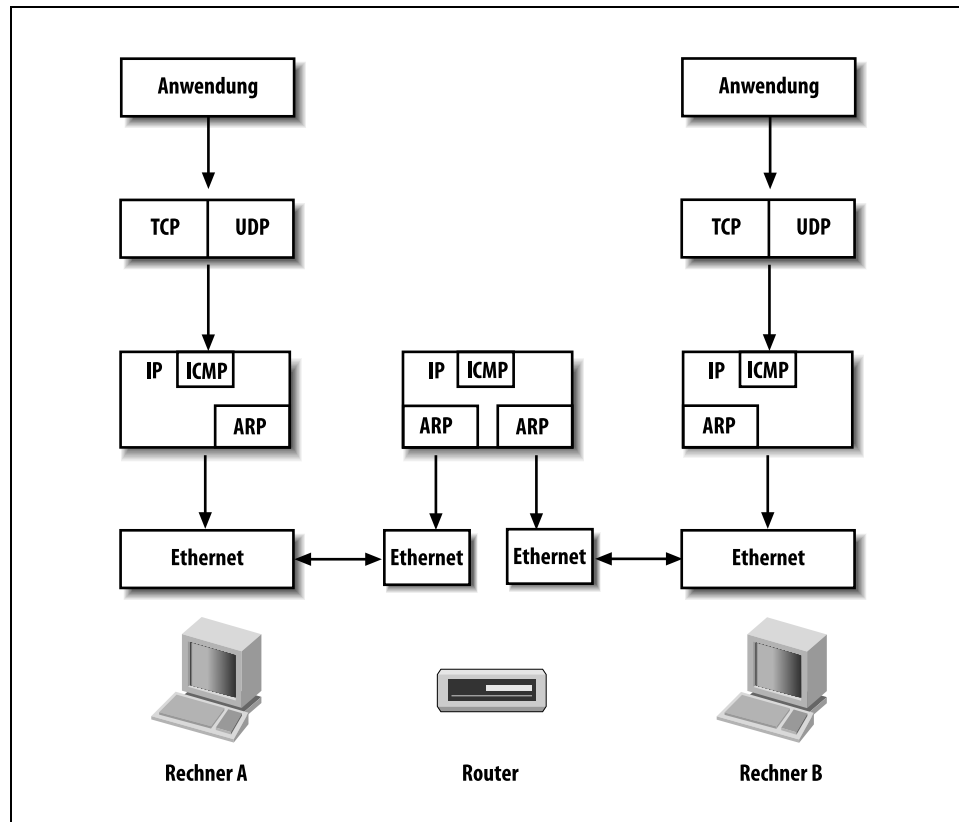 Anwendung Anwendung
TCP UDP TCP UDP
IP ICMP IP ICMP IP ICMP
ARP ARP ARP ARP
Ethernet Ethernet Ethernet Ethernet
Rechner A Router Rechner B